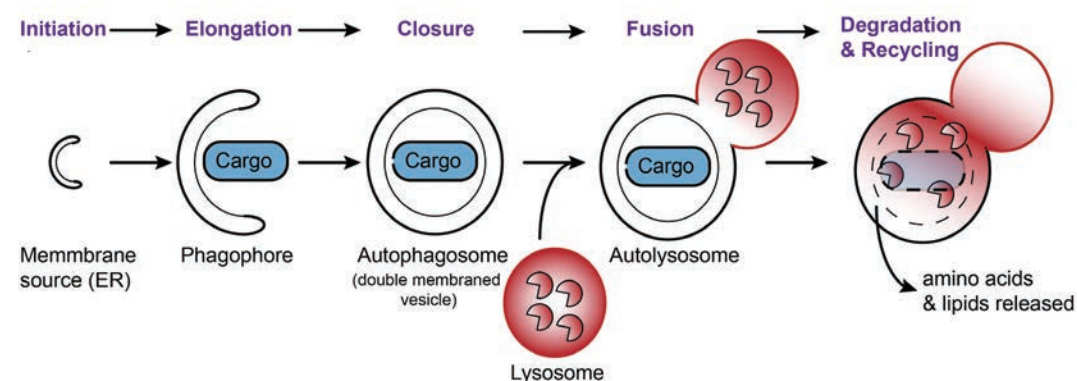 Initiation
Elongation
Closure
Fusion
Degradation
& Recycling
Cargo
Cargo
Cargo
Memmbrane
source (ER)
Phagophore
Autophagosome
(double membraned
vesicle)
Autolysosome
amino acids
& lipids released
Lysosome